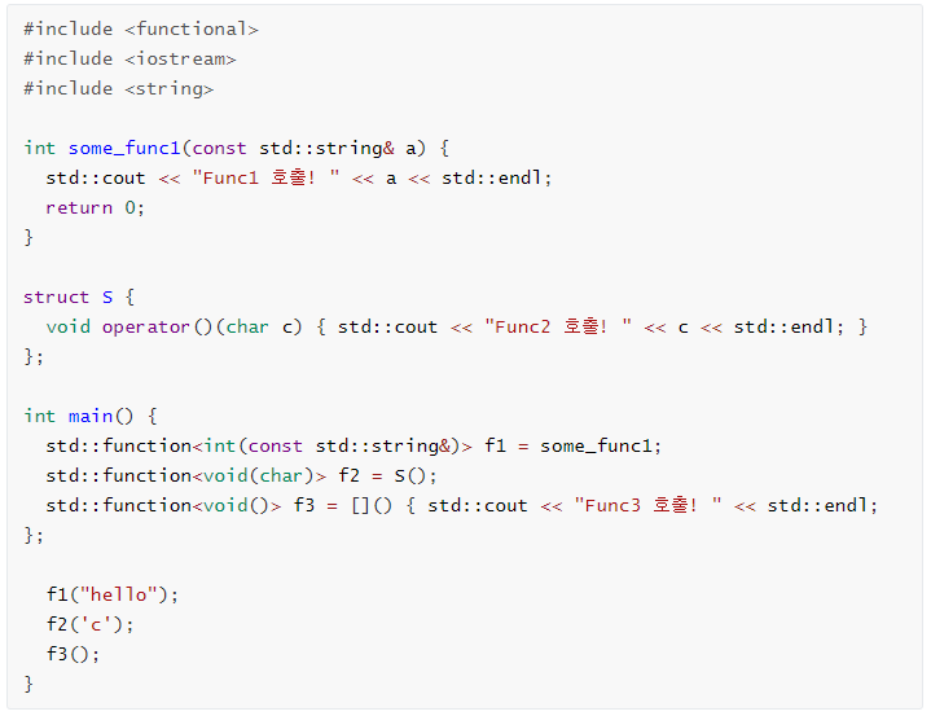 #include <functional>
#include <iostream>
#include <string>

int some_func1(const std::string& a) {
  std::cout << "Func1 호출! " << a << std::endl;
  return 0;
}

struct S {
  void operator()(char c) { std::cout << "Func2 호출! " << c << std::endl; }
};

int main() {
  std::function<int(const std::string&)> f1 = some_func1;
  std::function<void(char)> f2 = S();
  std::function<void()> f3 = []() { std::cout << "Func3 호출! " << std::endl;
};

  f1("hello");
  f2('c');
  f3();
}